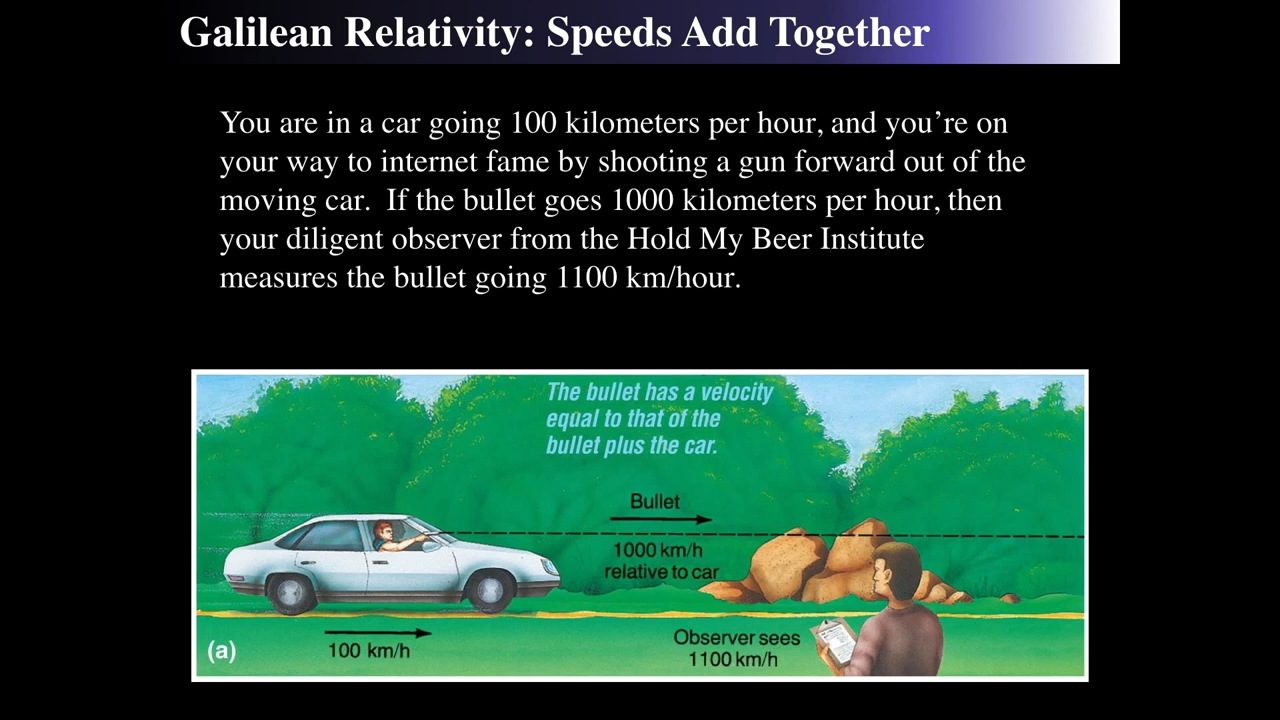 Galilean Relativity: Speeds Add Together
You are in a car going 100 kilometers per hour, and you’re on
your way to internet fame by shooting a gun forward out of the
moving car.  If the bullet goes 1000 kilometers per hour, then
your diligent observer from the Hold My Beer Institute
measures the bullet going 1100 km/hour.
The bullet has a velocity
equal to that of the
bullet plus the car.
Bullet
1000 km/h
relative to car
100 km/h
Observer sees
1100 km/h
(a)